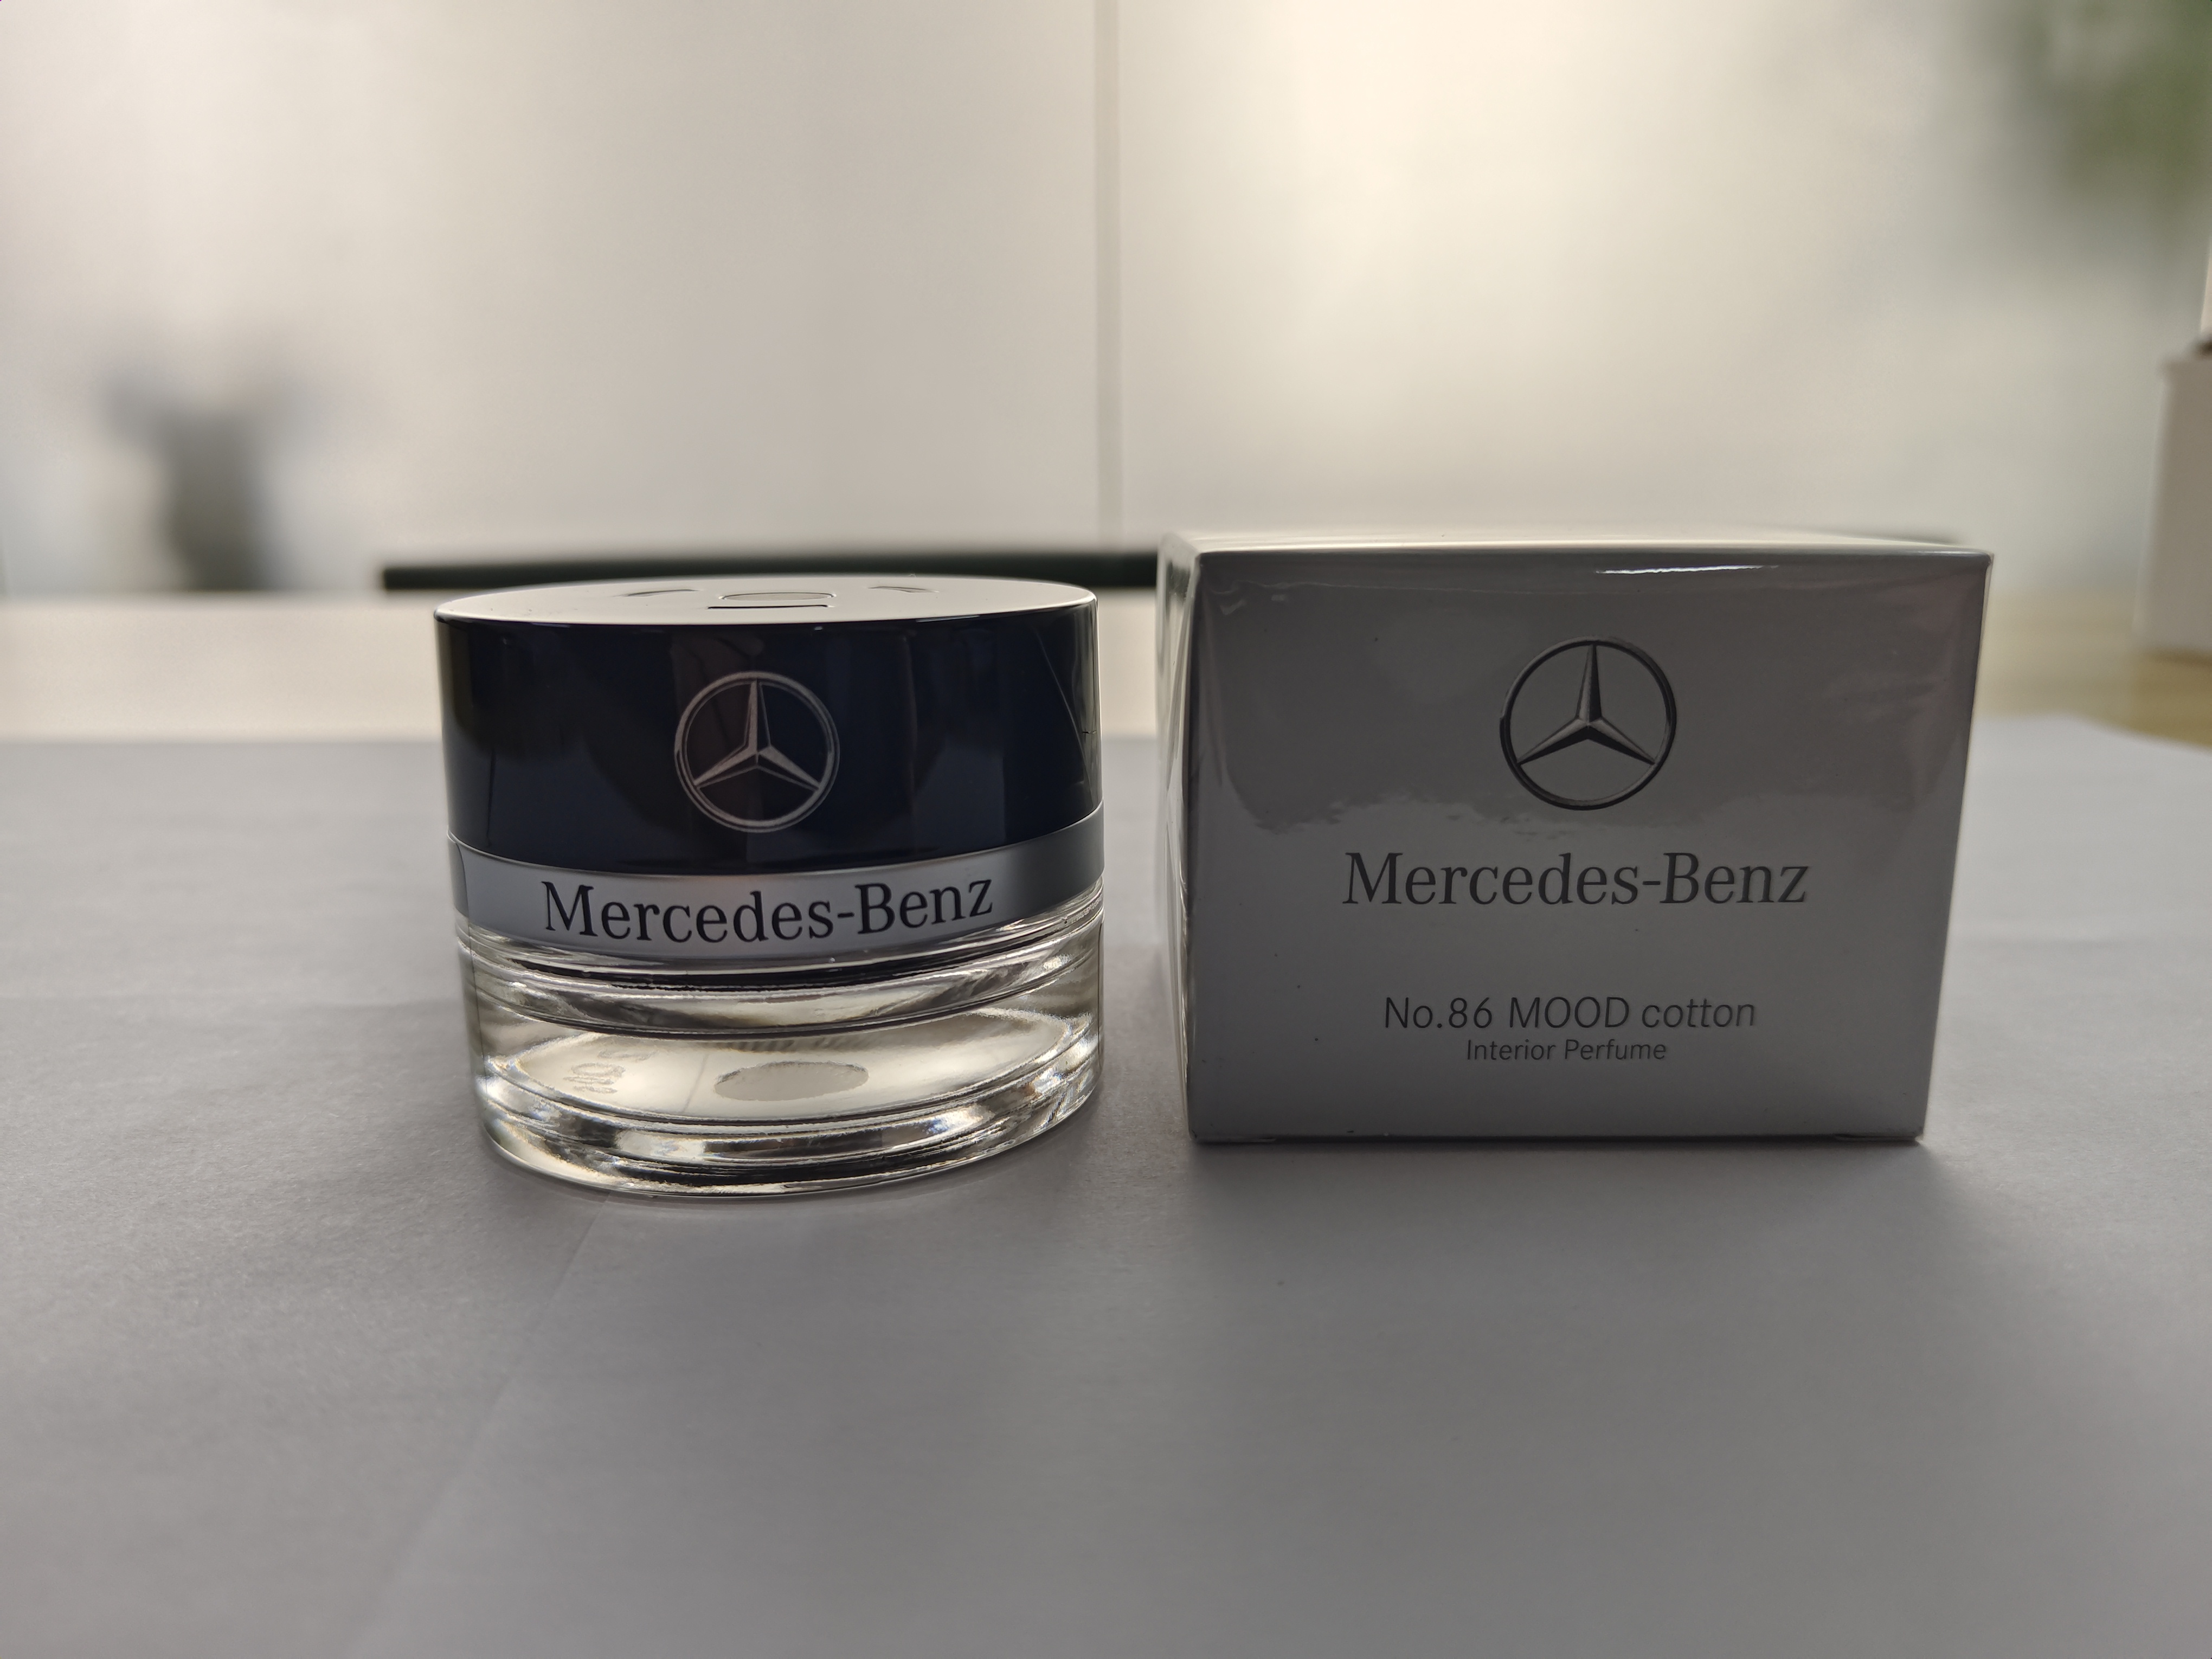 Mercedes-Benz
Mercedes-Benz
No.86 MOOD cotton
Interior Perfume